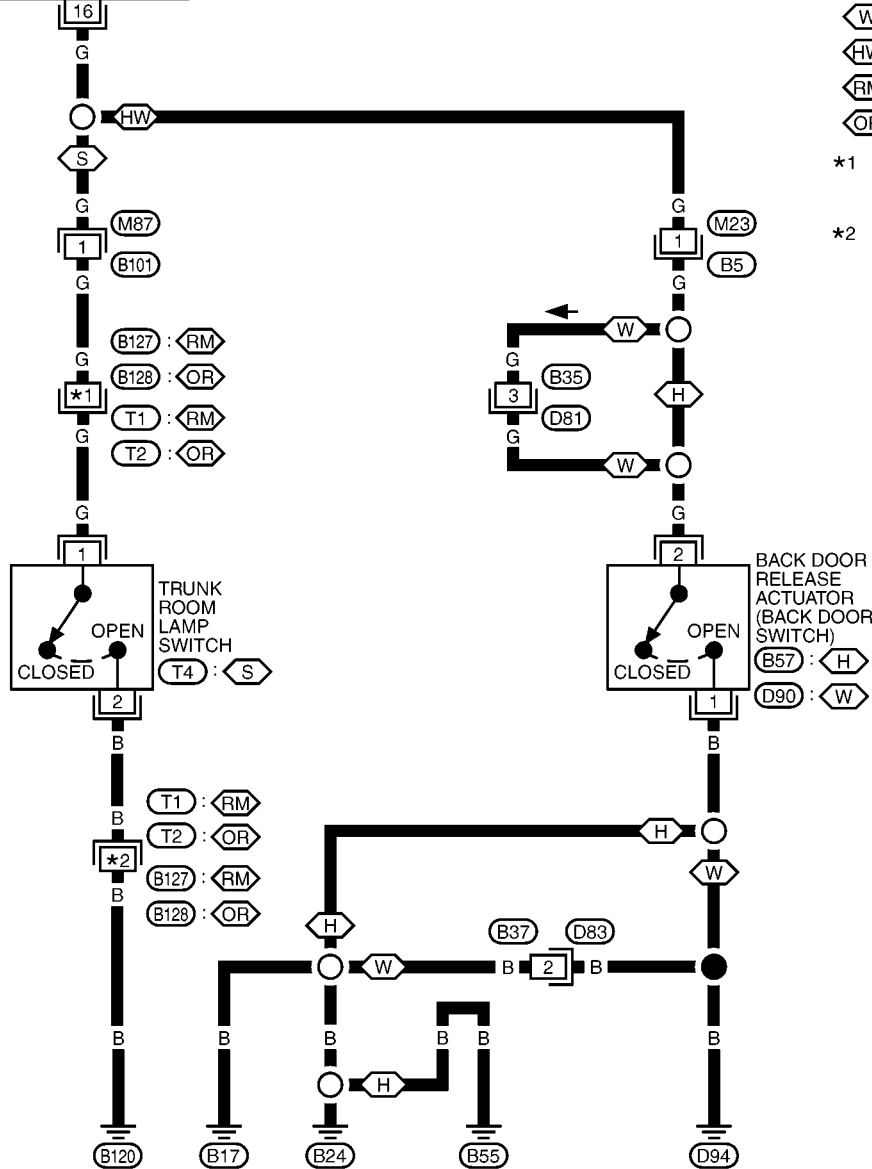 16
G
HW
S
G
G
M87
1
B101
G
M23
1
B5
G
W
B127 : RM
G
B128 : OR
*1
T1 : RM
G
T2 : OR
G
B35
3
D81
G
H
W
G
G
1
TRUNK
ROOM
LAMP
SWITCH
OPEN
CLOSED
T4 : S
2
B
2
BACK DOOR
RELEASE
ACTUATOR
(BACK DOOR
SWITCH)
OPEN
CLOSED
B57 : H
D90 : W
1
B
T1 : RM
B
T2 : OR
*2
B127 : RM
B
B128 : OR
H
W
H
B37
D83
W
B
2
B
B
B
B
B
B
B
H
B120
B17
B24
B55
D94
W
HW
RM
*1
*2